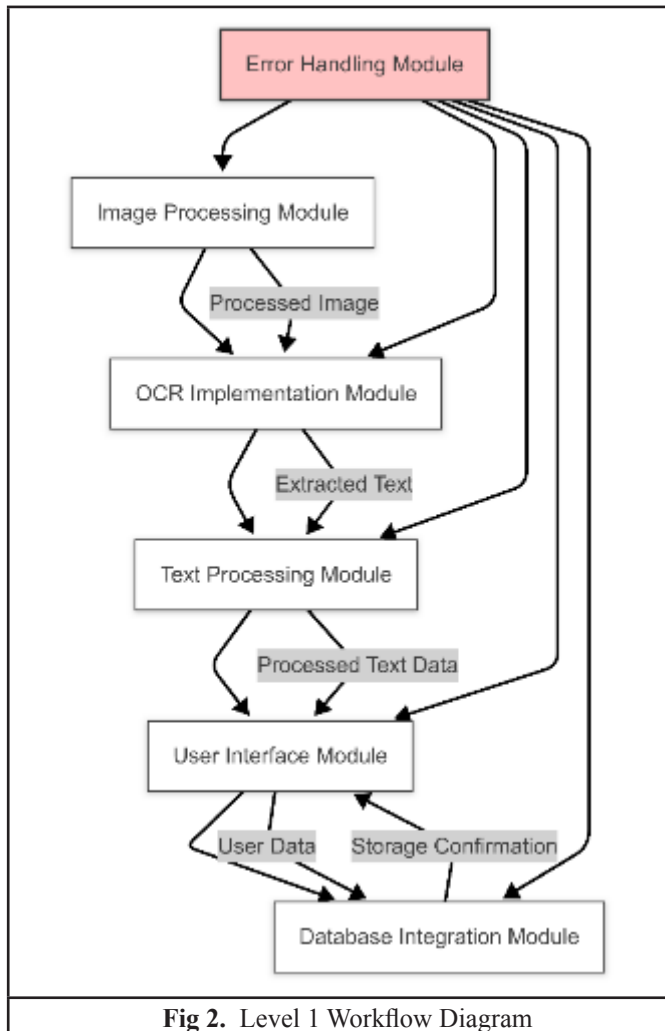 Error Handling Module
Image Processing Module
Processed Image
OCR Implementation Module
Extracted Text
Text Processing Module
Processed Text Data
User Interface Module
User Data
Storage Confirmation
Database Integration Module
Fig 2. Level 1 Workflow Diagram